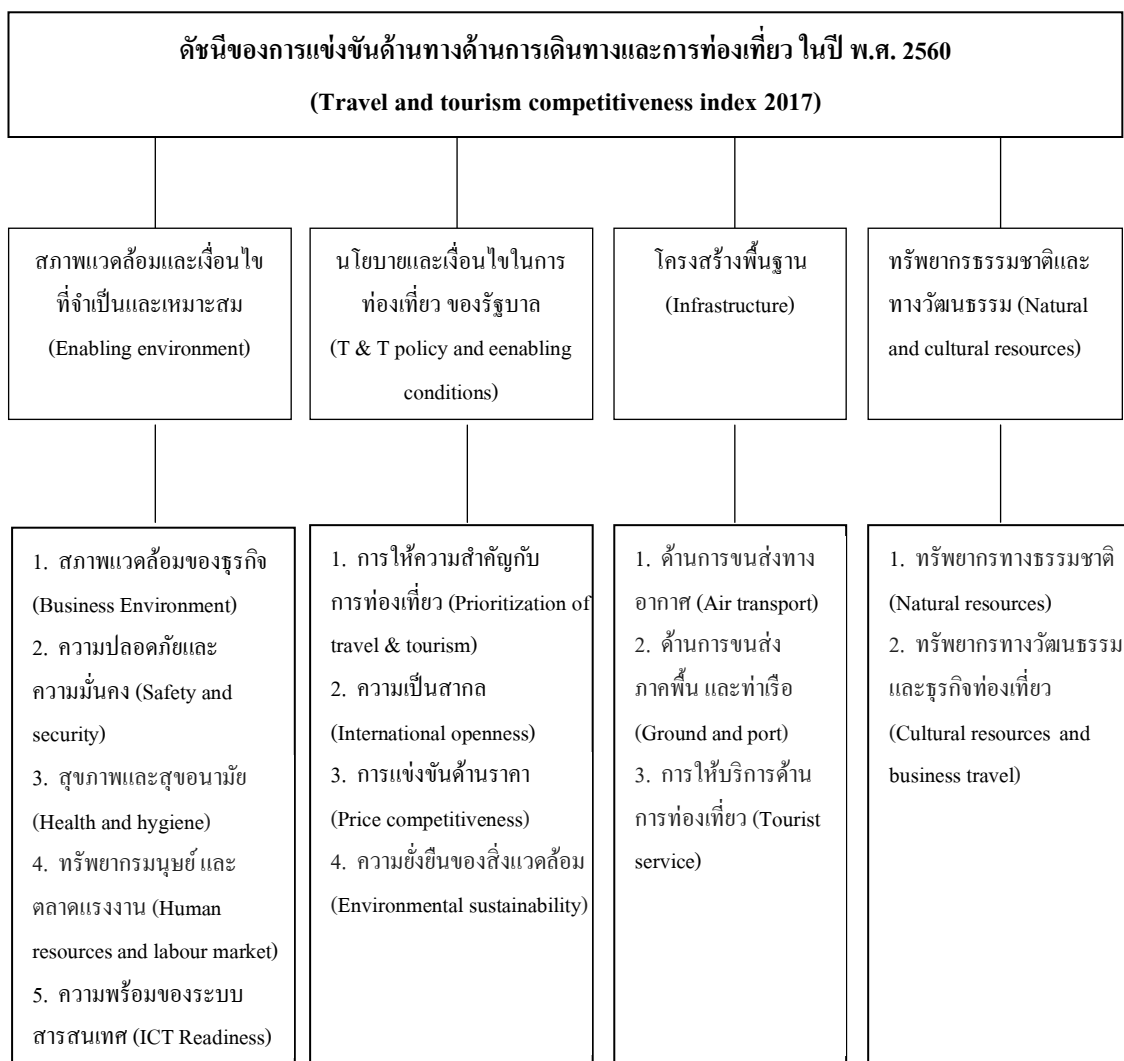 ดัชนีของการแข่งขันด้านทางด้านการเดินทางและการท่องเที่ยว ในปี พ.ศ. 2560
(Travel and tourism competitiveness index 2017)
สภาพแวดล้อมและเงื่อนไข
ที่จำเป็นและเหมาะสม
(Enabling environment)
นโยบายและเงื่อนไขในการ
ท่องเที่ยว ของรัฐบาล
(T & T policy and eenabling
conditions)
โครงสร้างพื้นฐาน
(Infrastructure)
ทรัพยากรธรรมชาติและ
ทางวัฒนธรรม (Natural
and cultural resources)
1. สภาพแวดล้อมของธุรกิจ
(Business Environment)
2. ความปลอดภัยและ
ความมั่นคง (Safety and
security)
3. สุขภาพและสุขอนามัย
(Health and hygiene)
4. ทรัพยากรมนุษย์ และ
ตลาดแรงงาน (Human
resources and labour market)
5. ความพร้อมของระบบ
สารสนเทศ (ICT Readiness)
1. การให้ความสำคัญกับ
การท่องเที่ยว (Prioritization of
travel & tourism)
2. ความเป็นสากล
(International openness)
3. การแข่งขันด้านราคา
(Price competitiveness)
4. ความยั่งยืนของสิ่งแวดล้อม
(Environmental sustainability)
1. ด้านการขนส่งทาง
อากาศ (Air transport)
2. ด้านการขนส่ง
ภาคพื้น และท่าเรือ
(Ground and port)
3. การให้บริการด้าน
การท่องเที่ยว (Tourist
service)
1. ทรัพยากรทางธรรมชาติ
(Natural resources)
2. ทรัพยากรทางวัฒนธรรม
และธุรกิจท่องเที่ยว
(Cultural resources and
business travel)